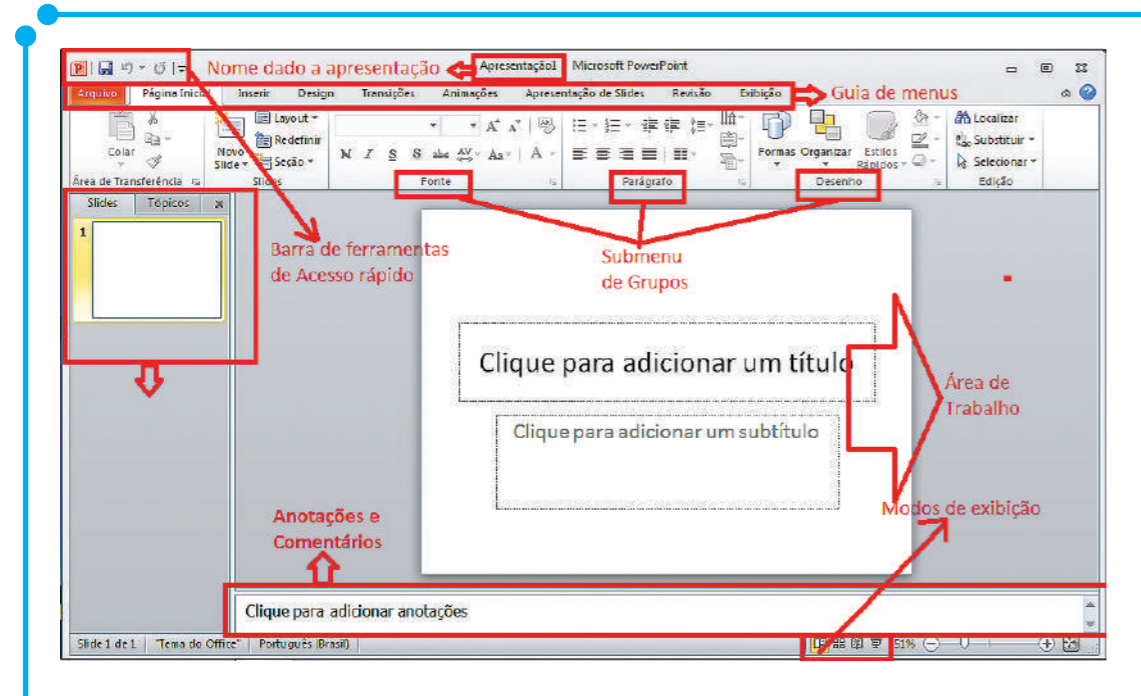 Nome dado a apresentação
Apresentação1 Microsoft PowerPoint
Arquivo Página Inicial Inserir Design Transições Animações Apresentação de Slides Revisão Exibição
Guia de menus
Colar
Novo
Slide
Layout
Redefinir
Seção
N I S S abc AV Aa A
A A
Formas Organizar Estilos
Rápidos
Localizar
Substituir
Selecionar
Área de Transferência Slides Fonte Parágrafo Desenho Edição
Slides Tópicos
1
Barra de ferramentas
de Acesso rápido
Submenu
de Grupos
Clique para adicionar um título
Clique para adicionar um subtítulo
Área de
Trabalho
Modos de exibição
Anotações e
Comentários
Clique para adicionar anotações
Slide 1 de 1 "Tema do Office" Português (Brasil) 51%